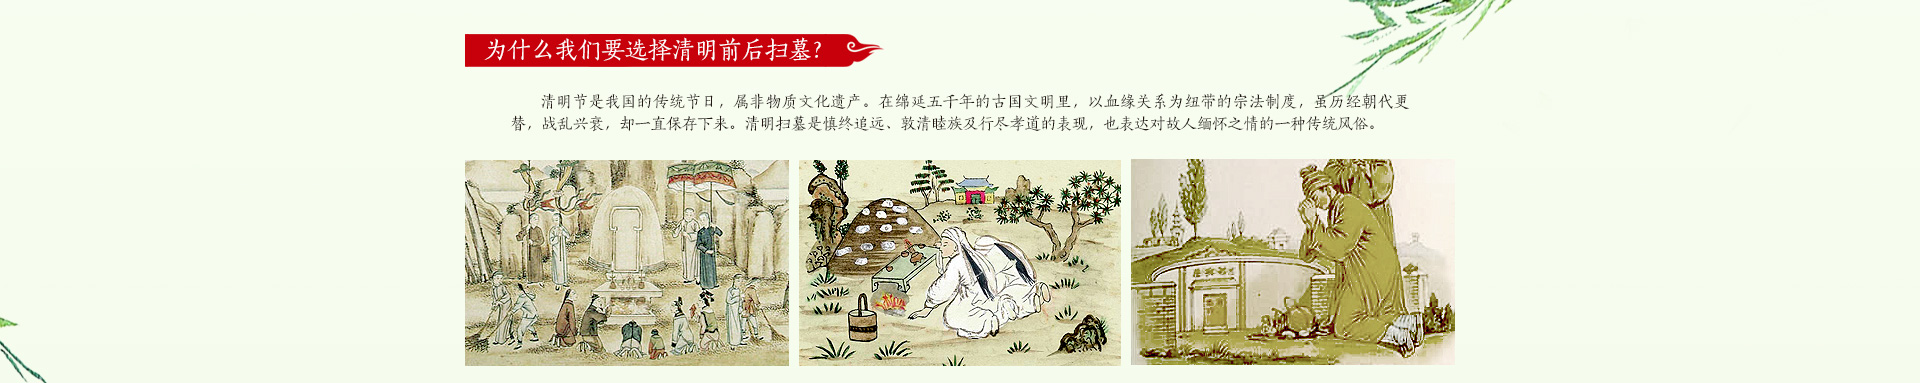 为什么我们要选择清明前后扫墓?
清明节是我国的传统节日，属非物质文化遗产。在绵延五千年的古国文明里，以血缘关系为纽带的宗法制度，虽历经朝代更
替，战乱兴衰，却一直保存下来。清明扫墓是慎终追远、敦清睦族及行尽孝道的表现，也表达对故人缅怀之情的一种传统风俗。